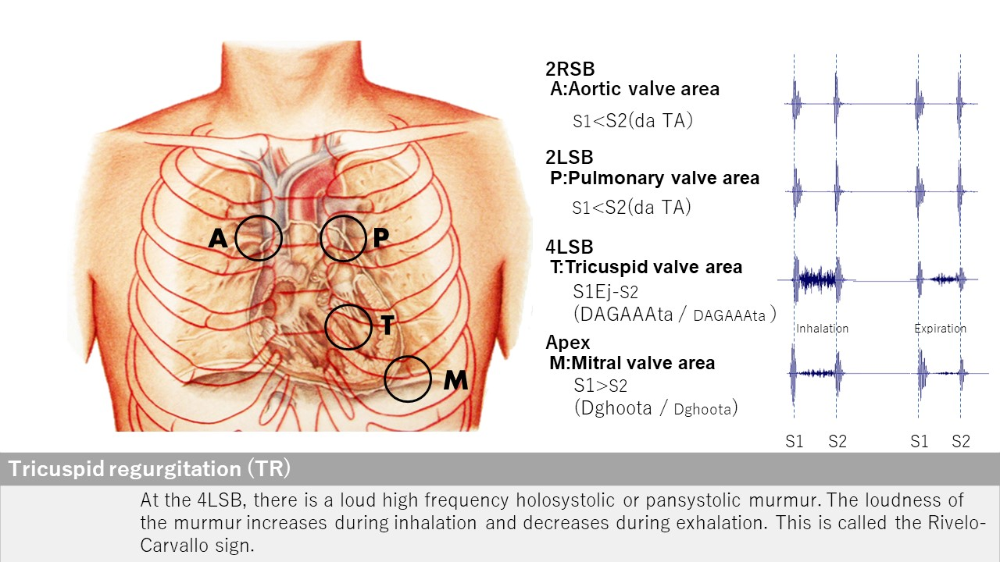 A
P
T
M
2RSB
A:Aortic valve area
S1<S2(da TA)
2LSB
P:Pulmonary valve area
S1<S2(da TA)
4LSB
T:Tricuspid valve area
S1Ej-S2
(DAGAAAta / DAGAAAta )
Inhalation Expiration
Apex
M:Mitral valve area
S1>S2
(Dghoota / Dghoota)
S1 S2 S1 S2
Tricuspid regurgitation (TR)
At the 4LSB, there is a loud high frequency holosystolic or pansystolic murmur. The loudness of
the murmur increases during inhalation and decreases during exhalation. This is called the Rivelo-
Carvallo sign.